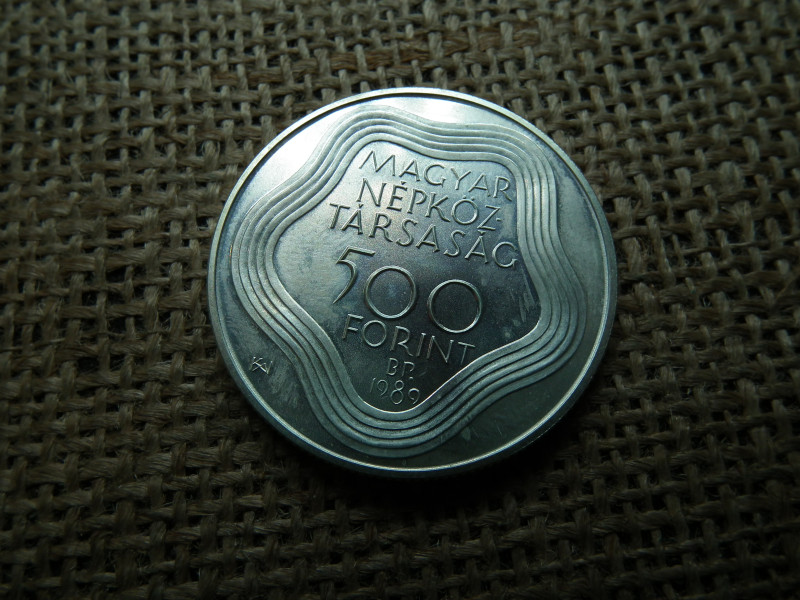 MAGYAR
NÉPKÖZ-
TÁRSASÁG
500
FORINT
BP.
1989